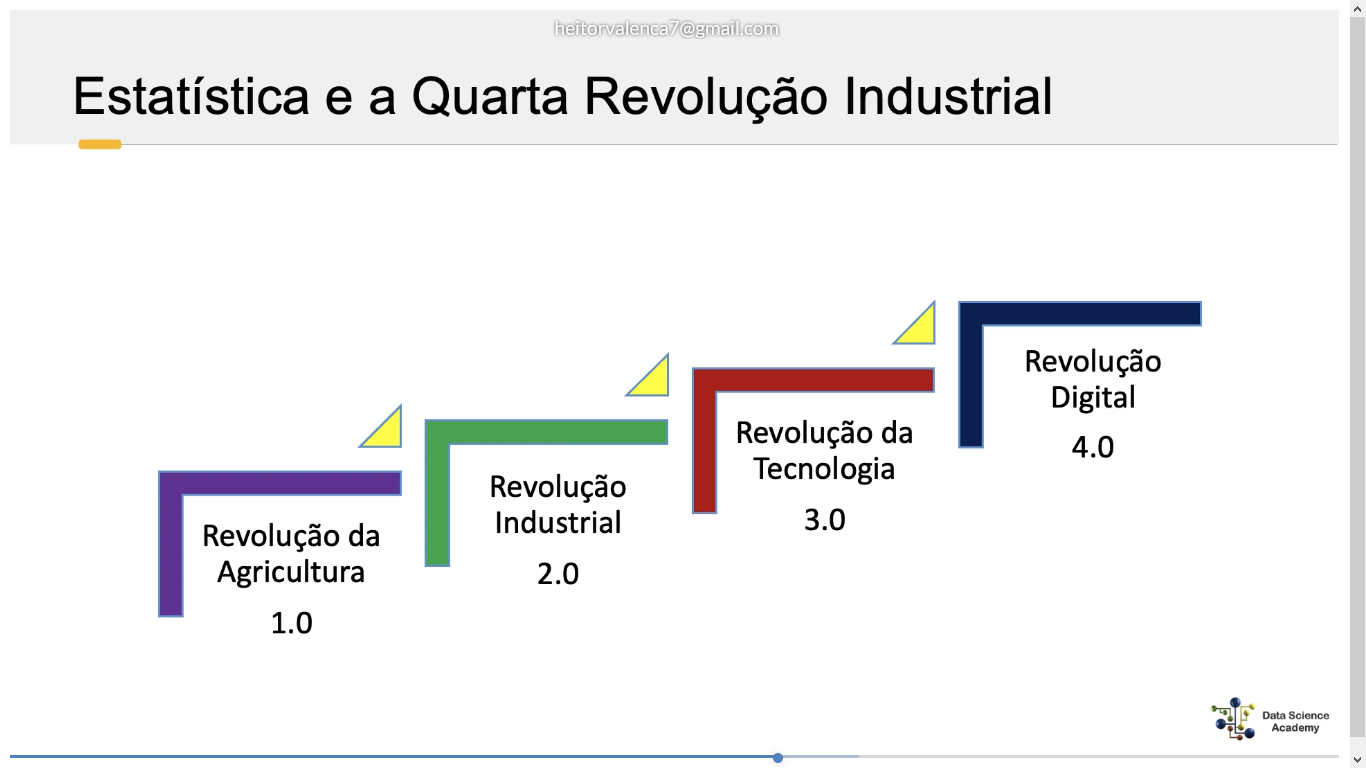 heitorvalenca7@gmail.com
Estatística e a Quarta Revolução Industrial
Revolução da
Agricultura
1.0
Revolução
Industrial
2.0
Revolução da
Tecnologia
3.0
Revolução
Digital
4.0
Data Science
Academy